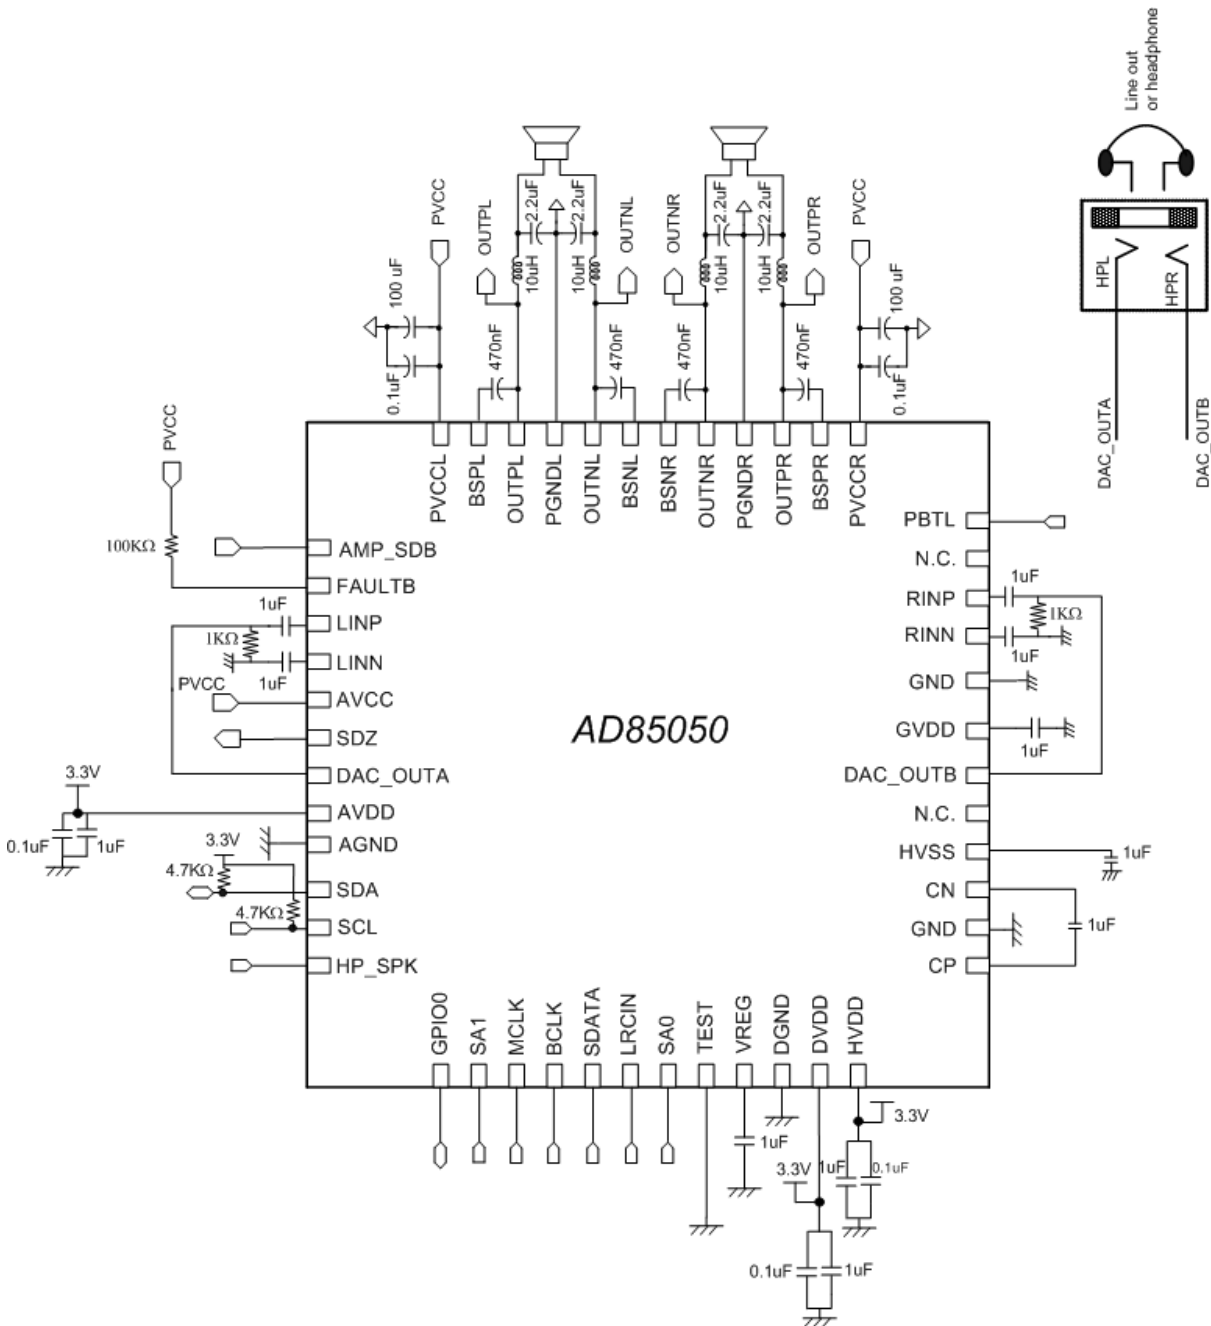 Line out
or headphone
HPL
HPR
DAC_OUTA
DAC_OUTB
PVCC
OUTPL
2.2uF
2.2uF
OUTNL
OUTNR
2.2uF
2.2uF
OUTPR
PVCC
10uH
10uH
10uH
10uH
100 uF
0.1uF
470nF
470nF
470nF
470nF
100 uF
0.1uF
PVCCL
BSPL
OUTPL
PGNDL
OUTNL
BSNL
BSNR
OUTNR
PGNDR
OUTPR
BSPR
PVCCR
PVCC
100KΩ
AMP_SDB
FAULTB
1uF
LINP
1KΩ
LINN
1uF
PVCC
AVCC
SDZ
DAC_OUTA
3.3V
AVDD
0.1uF
1uF
AGND
3.3V
4.7KΩ
SDA
4.7KΩ
SCL
HP_SPK
AD85050
PBTL
N.C.
1uF
RINP
1KΩ
RINN
1uF
GND
GVDD
1uF
DAC_OUTB
N.C.
HVSS
1uF
CN
GND
1uF
CP
GPIO0
SA1
MCLK
BCLK
SDATA
LRCIN
SA0
TEST
VREG
DGND
DVDD
HVDD
3.3V
1uF
3.3V
1uF
0.1uF
0.1uF
1uF